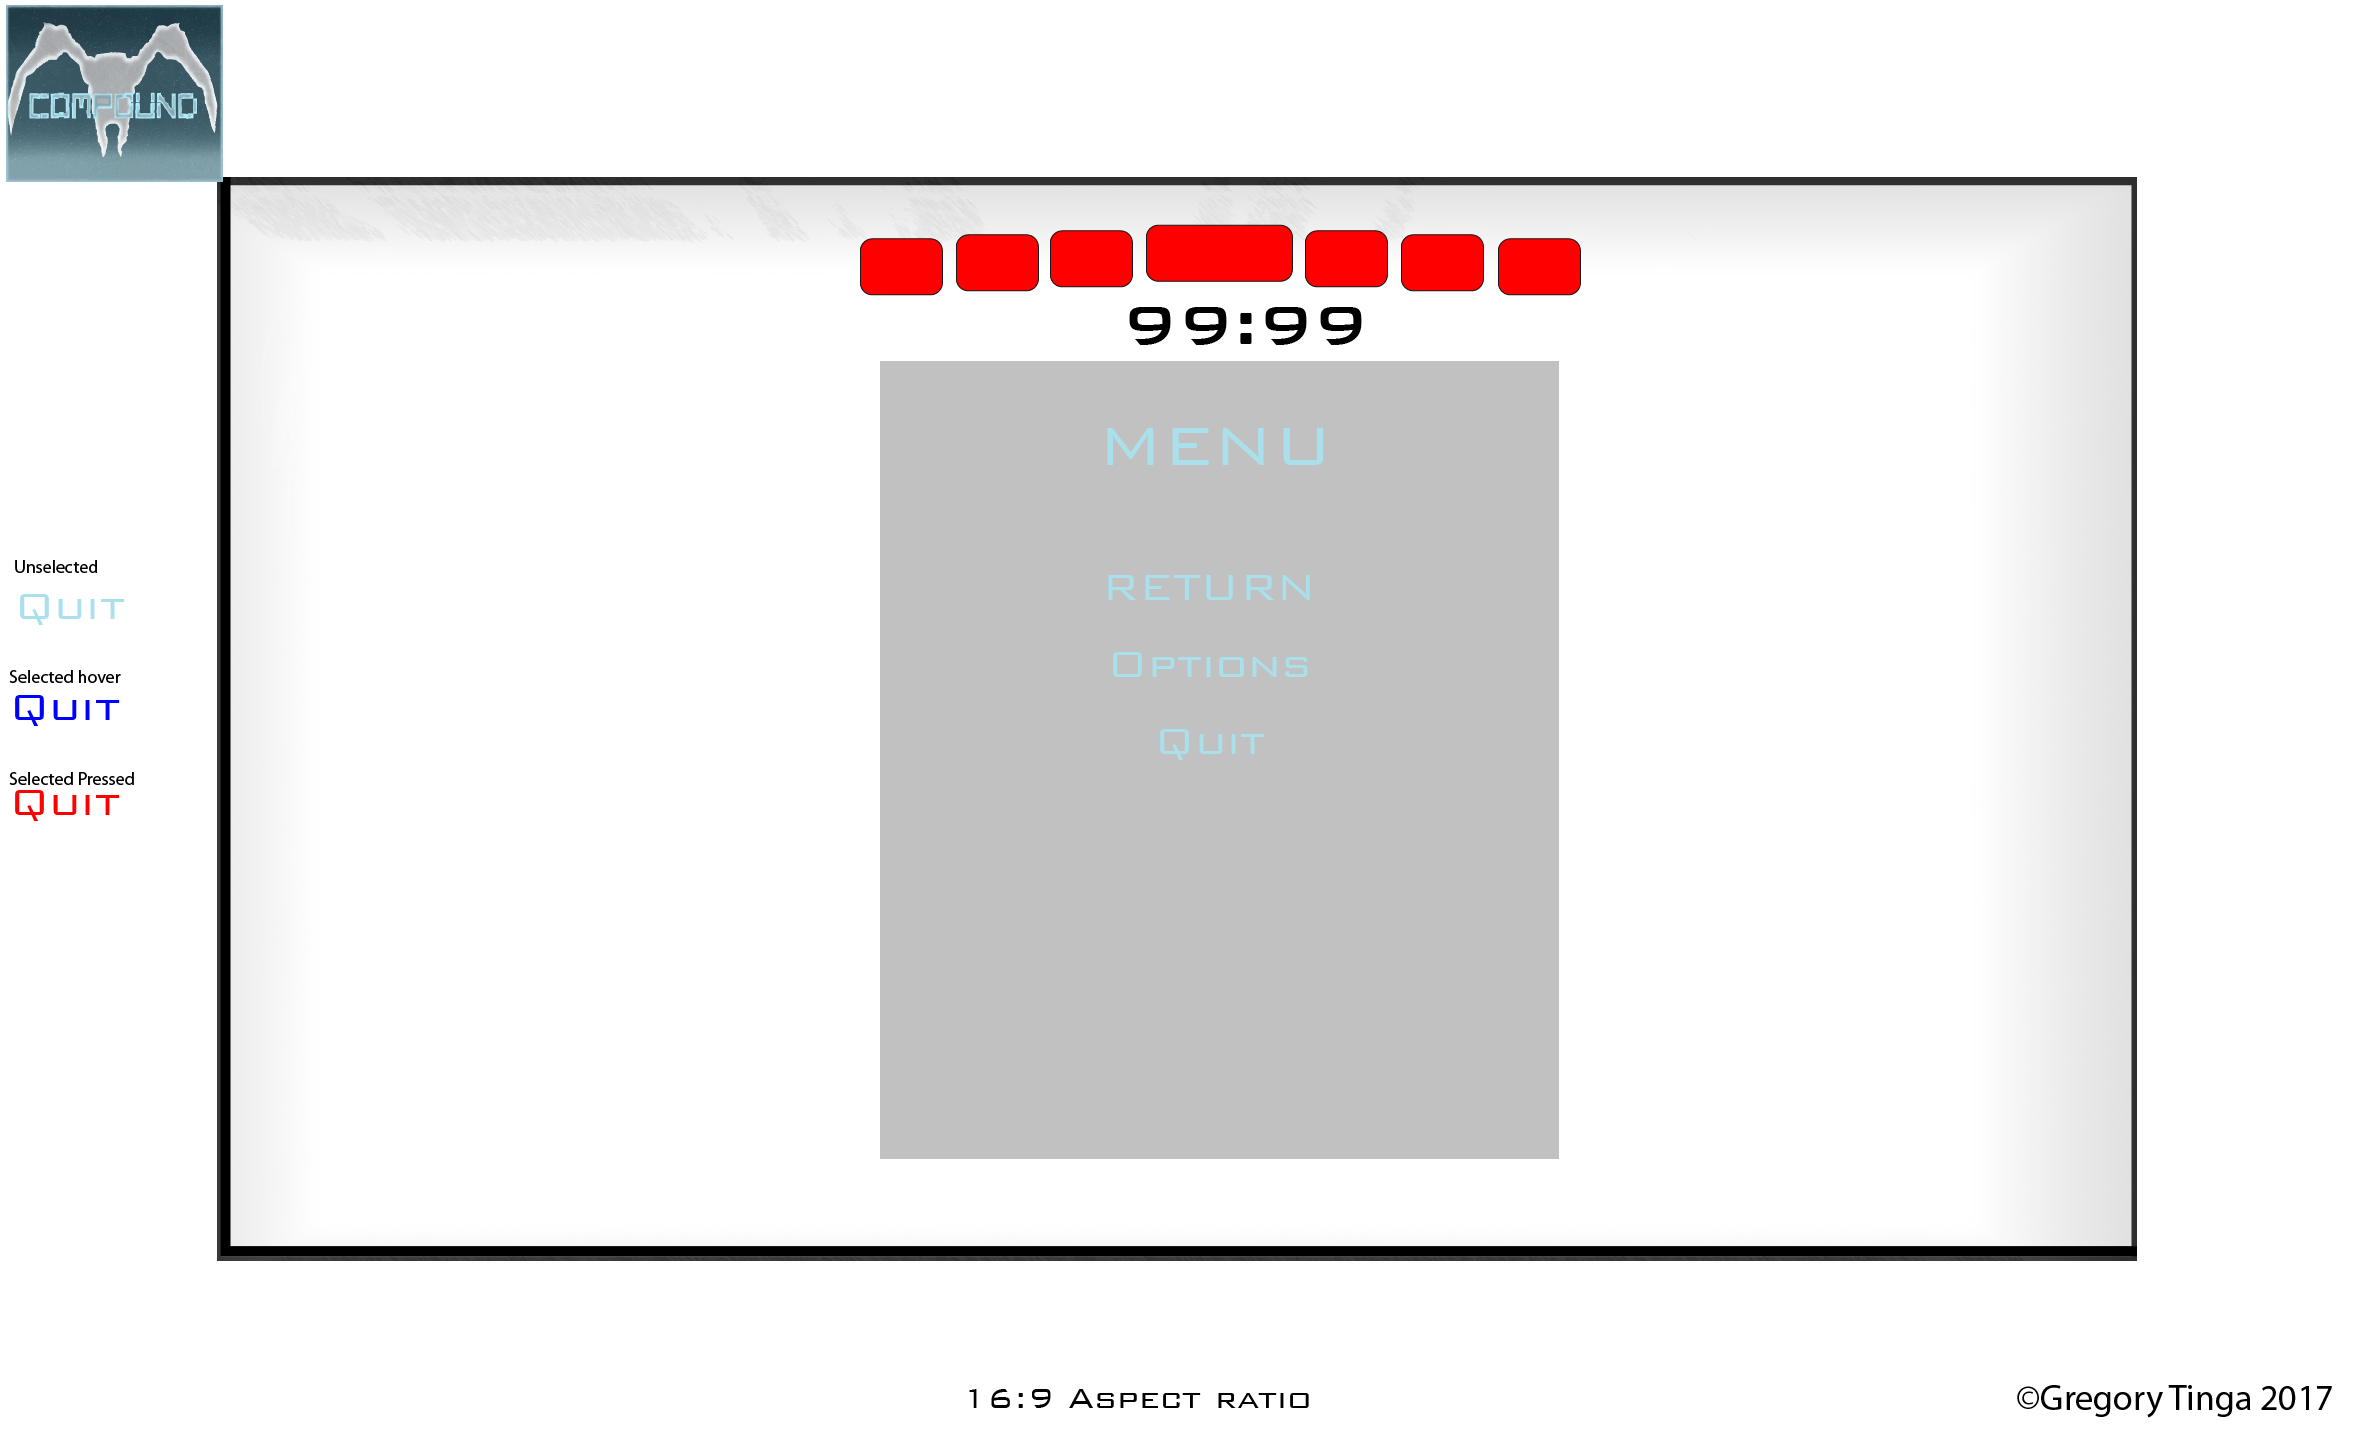 COMPOUND
99:99
MENU
RETURN
Options
Quit
Unselected
Quit
Selected hover
Quit
Selected Pressed
Quit
16:9 Aspect ratio
©Gregory Tinga 2017